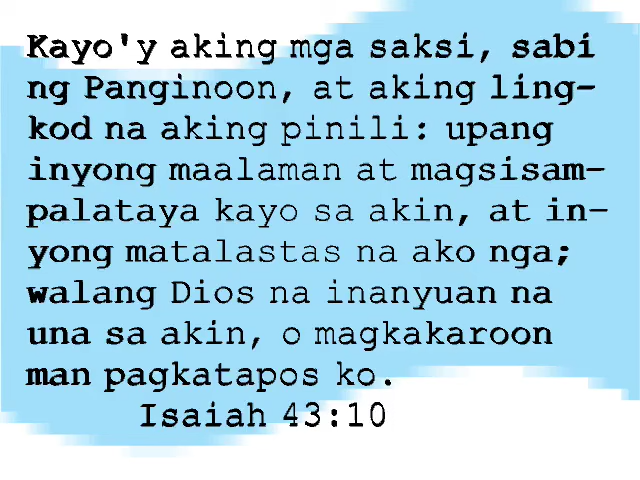 Kayo'y aking mga saksi, sabi
ng Panginoon, at aking ling-
kod na aking pinili: upang
inyong maalaman at magsisam-
palataya kayo sa akin, at in-
yong matalastas na ako nga;
walang Dios na inanyuan na
una sa akin, o magkakaroon
man pagkatapos ko.
Isaiah 43:10